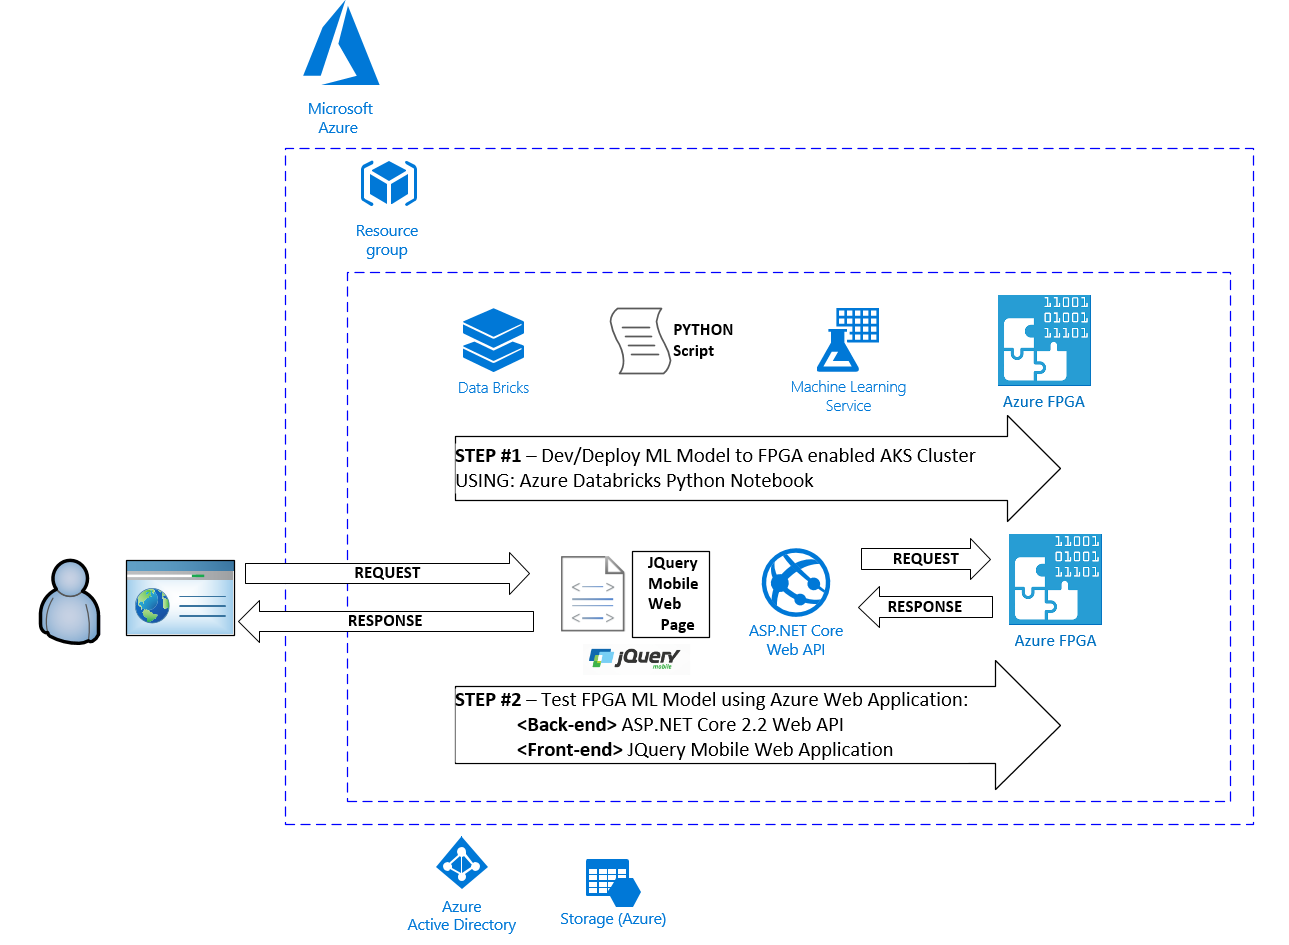 Microsoft
Azure
Resource
group
PYTHON
Script
Data Bricks
Machine Learning
Service
11001
01001
11101
Azure FPGA
STEP #1 – Dev/Deploy ML Model to FPGA enabled AKS Cluster
USING: Azure Databricks Python Notebook
REQUEST
RESPONSE
<—>
<—>
JQuery
Mobile
Web
Page
jQuery
mobile
ASP.NET Core
Web API
REQUEST
RESPONSE
11001
01001
11101
Azure FPGA
STEP #2 – Test FPGA ML Model using Azure Web Application:
<Back-end> ASP.NET Core 2.2 Web API
<Front-end> JQuery Mobile Web Application
Azure
Active Directory
Storage (Azure)